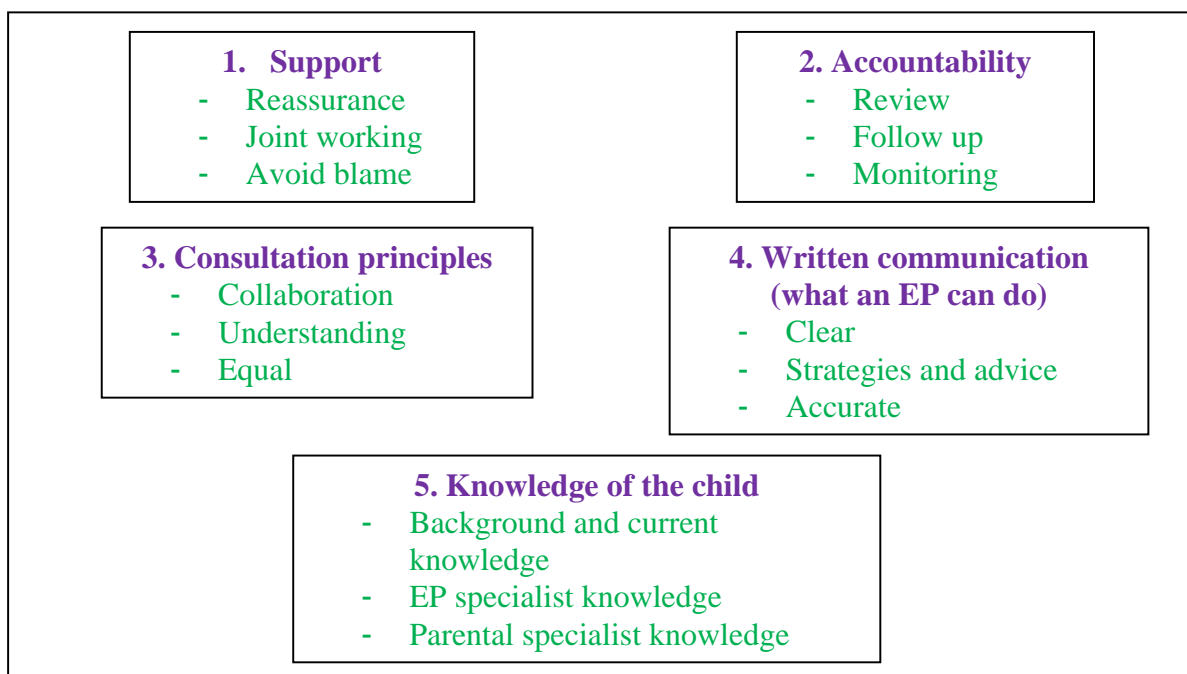 1. Support
- Reassurance
- Joint working
- Avoid blame
2. Accountability
- Review
- Follow up
- Monitoring
3. Consultation principles
- Collaboration
- Understanding
- Equal
4. Written communication
(what an EP can do)
- Clear
- Strategies and advice
- Accurate
5. Knowledge of the child
- Background and current
knowledge
- EP specialist knowledge
- Parental specialist knowledge